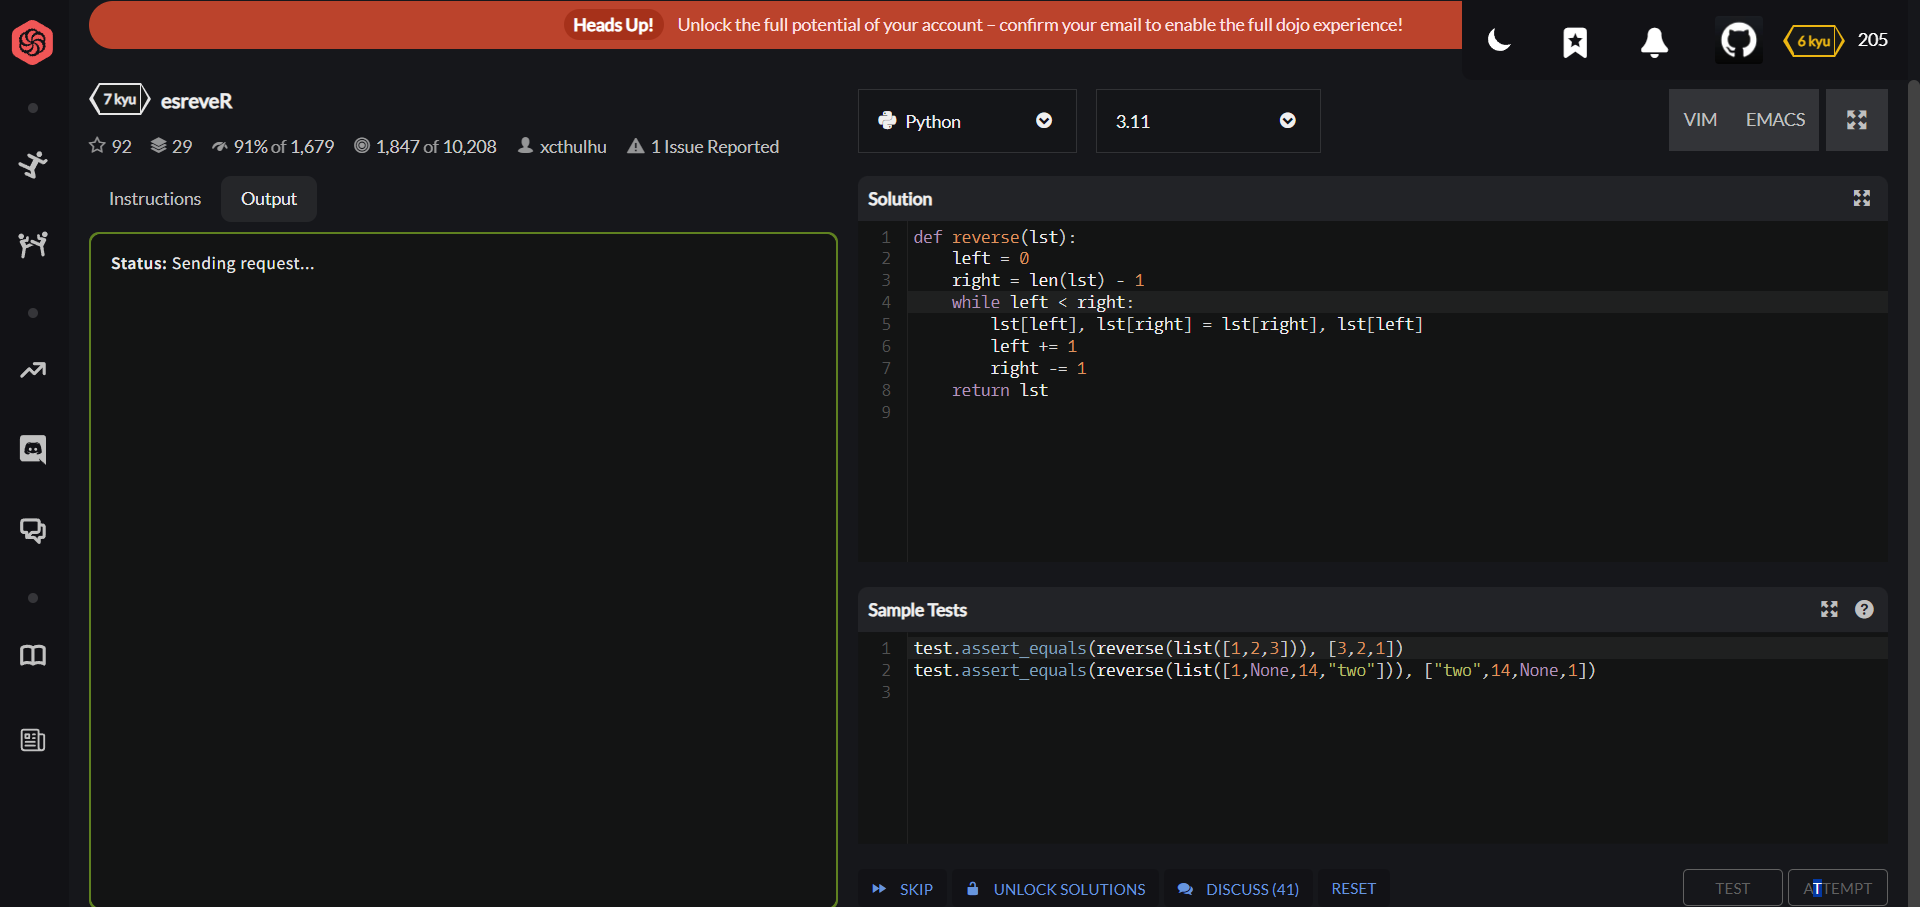 Heads Up! Unlock the full potential of your account – confirm your email to enable the full dojo experience!
6 kyu 205
7 kyu esreveR
92 29 91% of 1,679 1,847 of 10,208 xcthulhu 1 Issue Reported
Python
3.11
VIM EMACS
Instructions Output
Status: Sending request...
Solution
1 def reverse(lst):
2     left = 0
3     right = len(lst) - 1
4     while left < right:
5         lst[left], lst[right] = lst[right], lst[left]
6         left += 1
7         right -= 1
8     return lst
9
Sample Tests
1 test.assert_equals(reverse(list([1,2,3])), [3,2,1])
2 test.assert_equals(reverse(list([1,None,14,"two"])), ["two",14,None,1])
3
SKIP UNLOCK SOLUTIONS DISCUSS (41) RESET TEST ATTEMPT